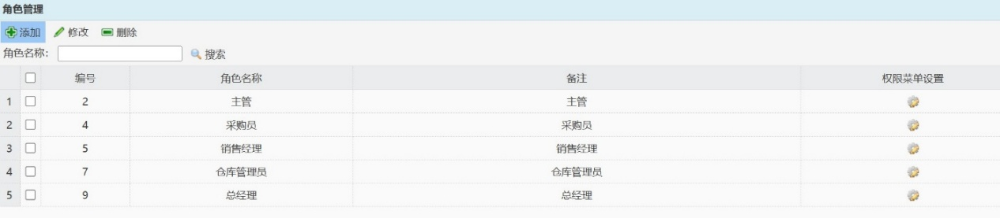 角色管理
添加 修改 删除
角色名称: 搜索
编号 角色名称 备注 权限菜单设置
1 2 主管 主管
2 4 采购员 采购员
3 5 销售经理 销售经理
4 7 仓库管理员 仓库管理员
5 9 总经理 总经理